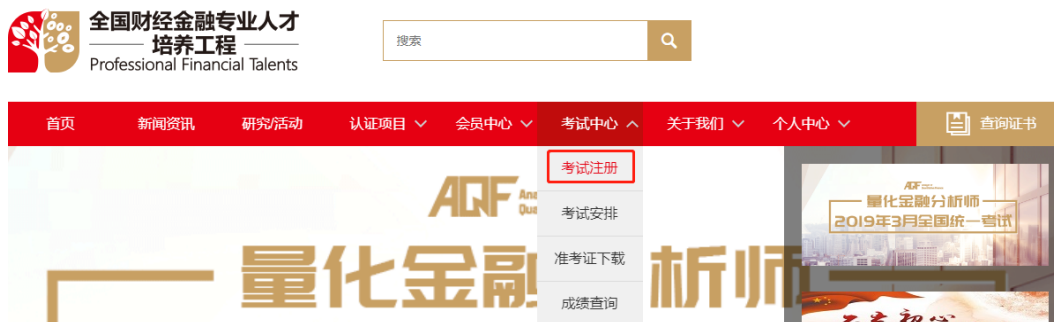 全国财经金融专业人才
培养工程
Professional Financial Talents
搜索
首页 新闻资讯 研究/活动 认证项目 会员中心 考试中心 关于我们 个人中心 查询证书
考试注册
考试安排
准考证下载
成绩查询
AQF Ana
Qua
量化金融 析师
AQF
量化金融分析师
2019年3月全国统一考试